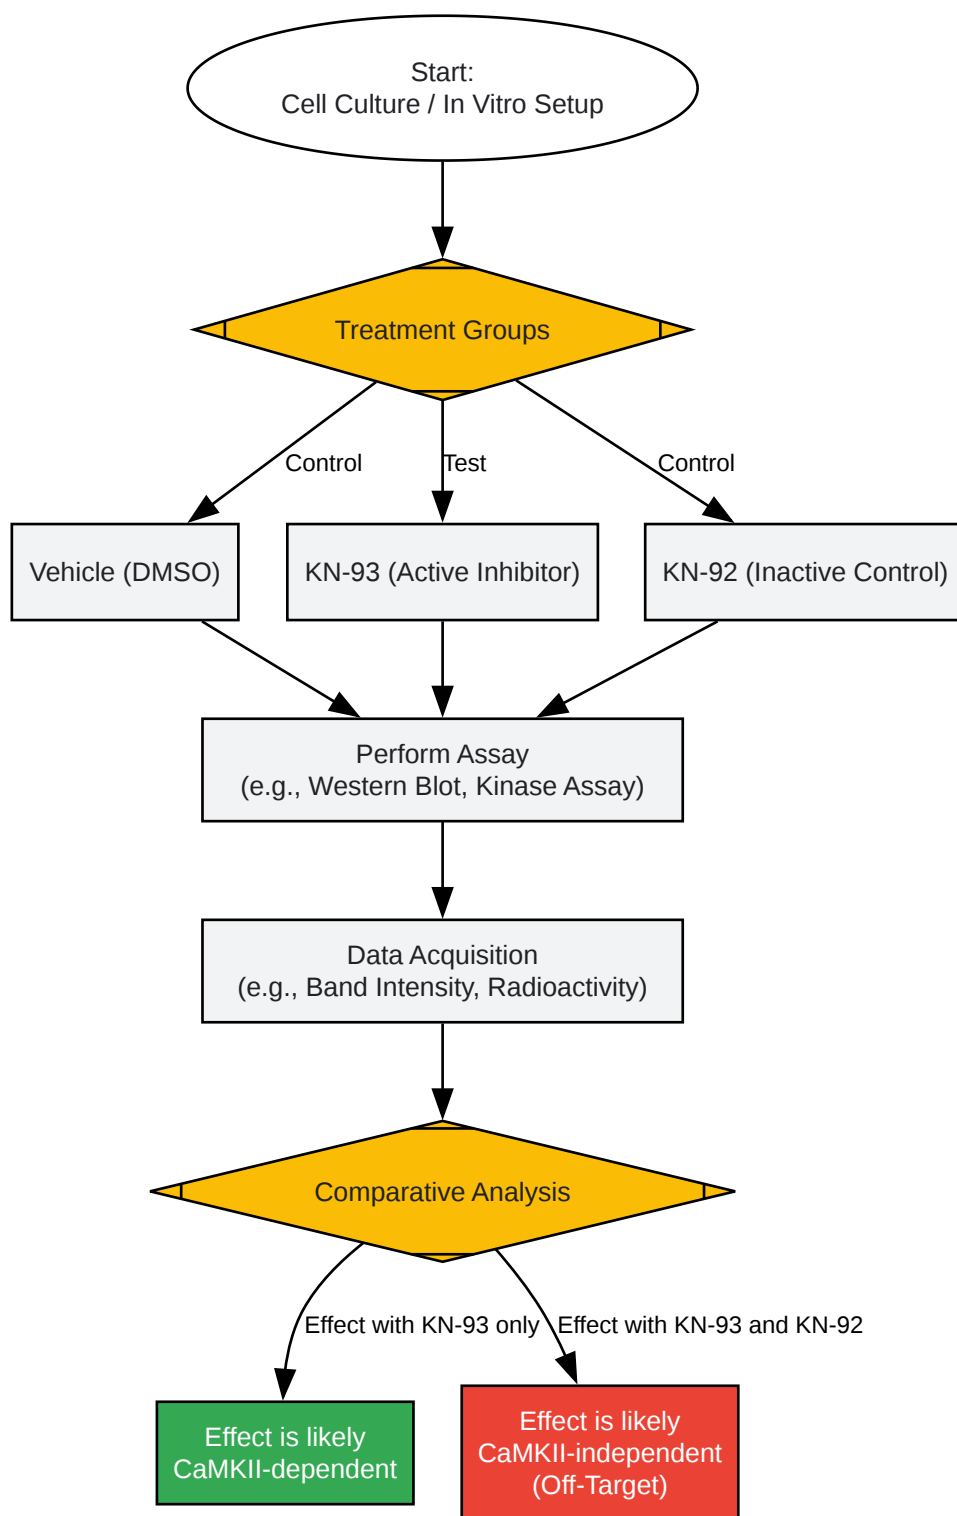 Start:
Cell Culture / In Vitro Setup
Treatment Groups
Control
Test
Control
Vehicle (DMSO)
KN-93 (Active Inhibitor)
KN-92 (Inactive Control)
Perform Assay
(e.g., Western Blot, Kinase Assay)
Data Acquisition
(e.g., Band Intensity, Radioactivity)
Comparative Analysis
Effect with KN-93 only
Effect with KN-93 and KN-92
Effect is likely
CaMKII-dependent
Effect is likely
CaMKII-independent
(Off-Target)